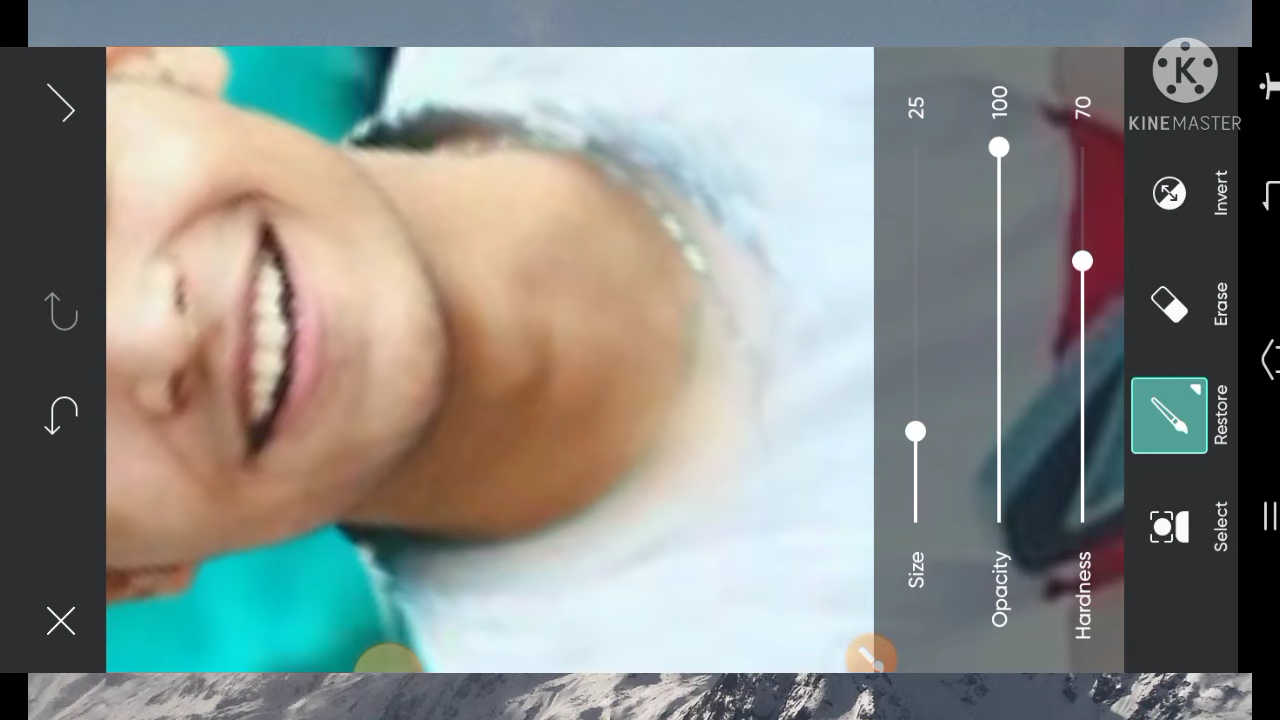 KINEMASTER
Size 25
Opacity 100
Hardness 70
Select
Restore
Erase
Invert